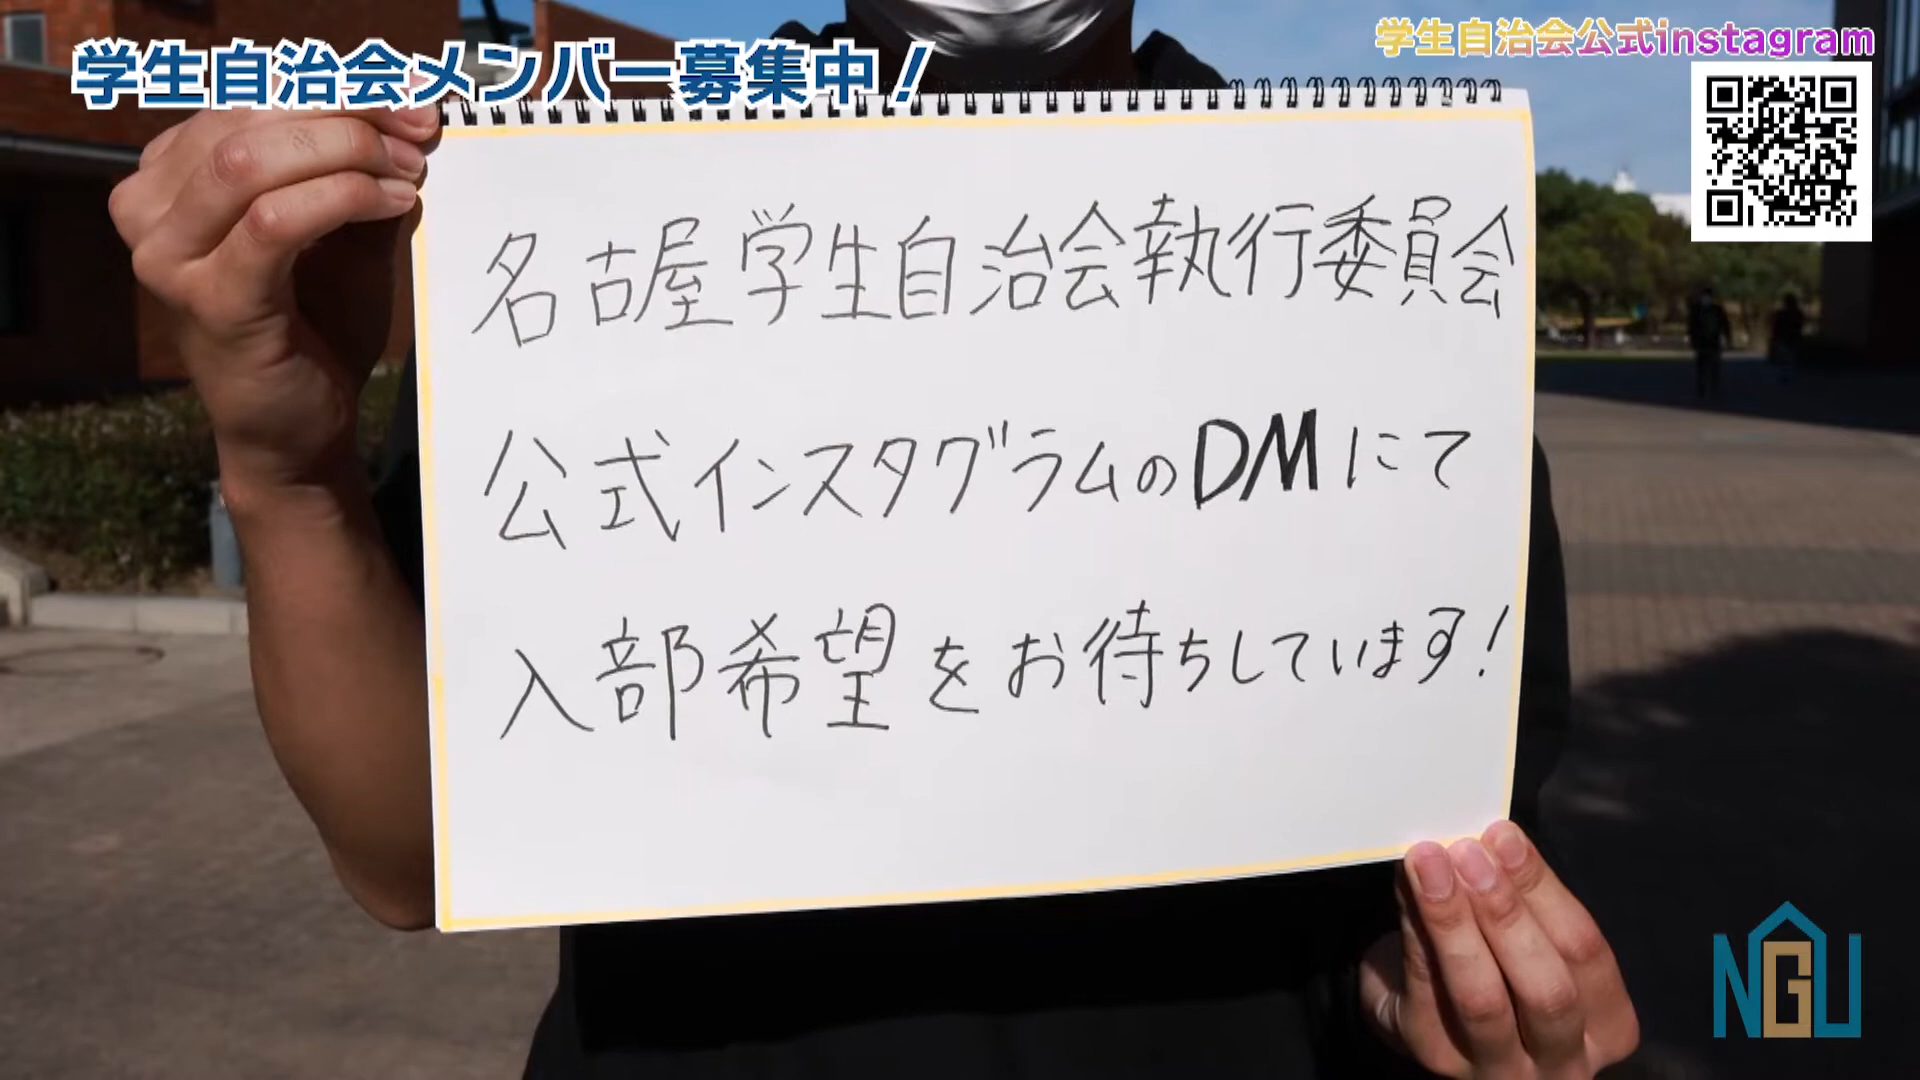 学生自治会メンバー募集中！
学生自治会公式instagram
名古屋学生自治会執行委員会
公式インスタグラムのDMにて
入部希望をお待ちしています！
NGU